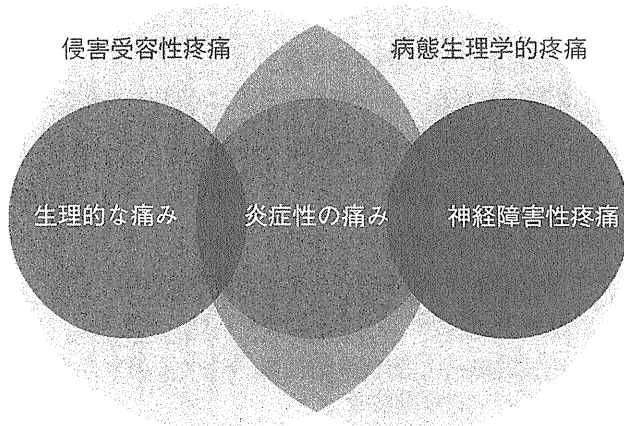 侵害受容性疼痛
病態生理学的疼痛
生理的な痛み
炎症性の痛み
神経障害性疼痛